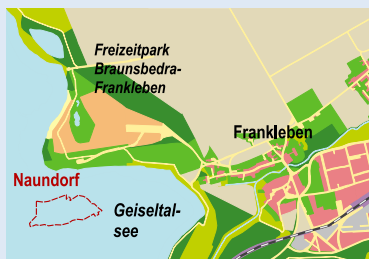 Freizeitpark
Braunsbedra-
Frankleben
Frankleben
Naundorf
Geiseltal-
see